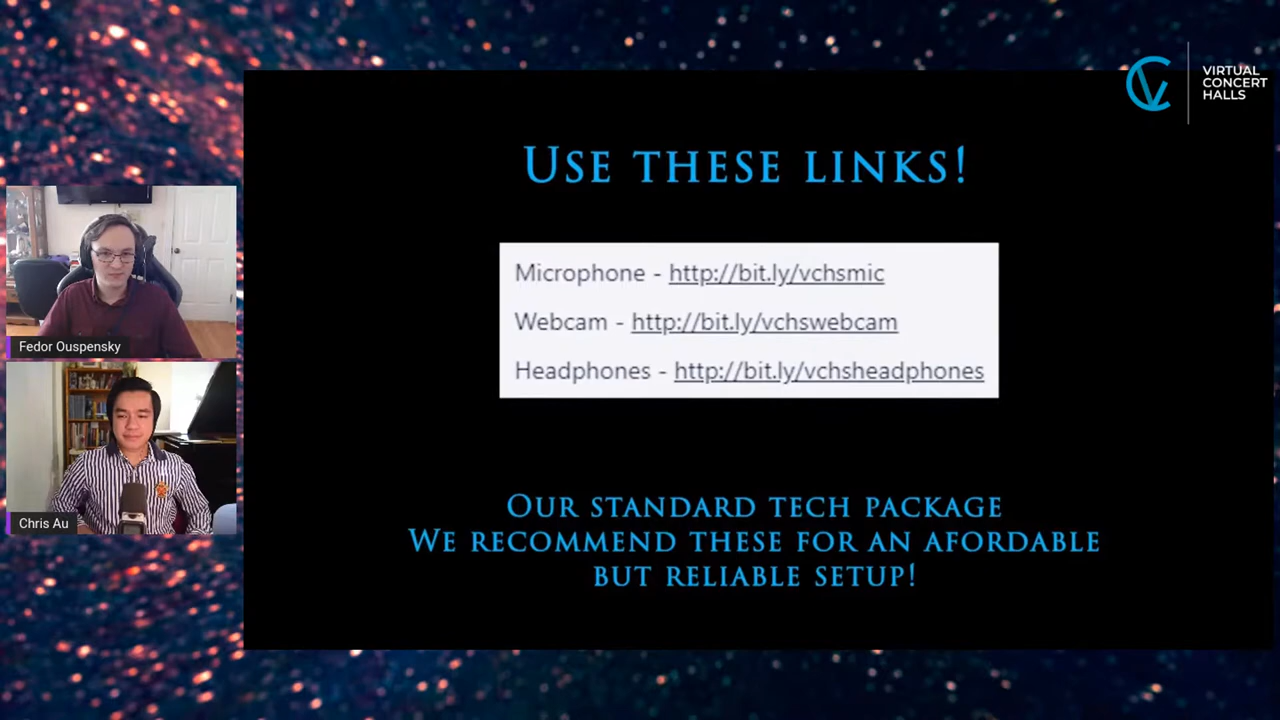 VIRTUAL
CONCERT
HALLS
USE THESE LINKS!
Microphone - http://bit.ly/vchsmic
Webcam - http://bit.ly/vchswebcam
Headphones - http://bit.ly/vchsheadphones
OUR STANDARD TECH PACKAGE
WE RECOMMEND THESE FOR AN AFORDABLE
BUT RELIABLE SETUP!
Fedor Ouspensky
Chris Au